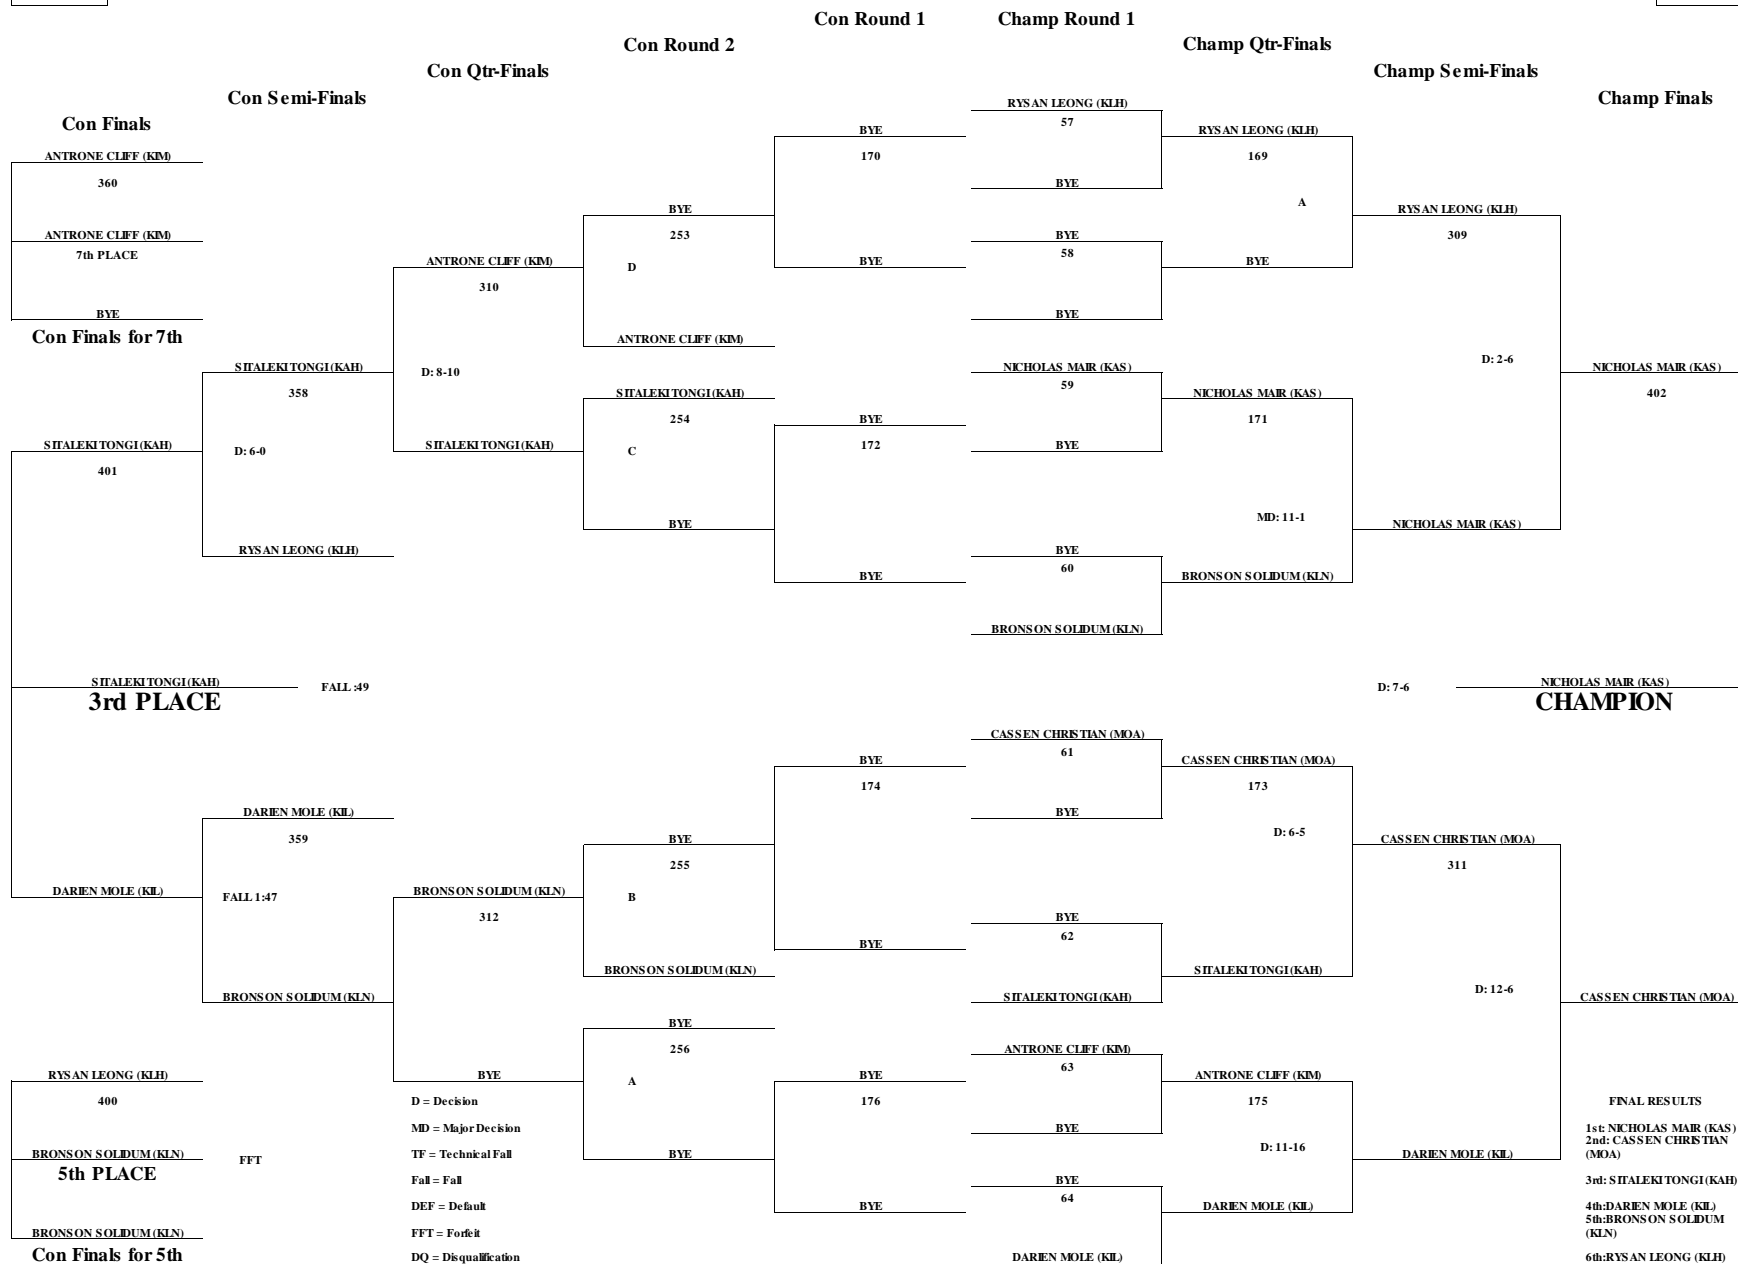 Con Round 1
Champ Round 1
Con Round 2
Champ Qtr-Finals
Con Qtr-Finals
Champ Semi-Finals
Con Semi-Finals
Champ Finals
Con Finals
RYSAN LEONG (KLH)
57
BYE
170
RYSAN LEONG (KLH)
169
ANTRONE CLIFF (KIM)
360
BYE
A
BYE
253
RYSAN LEONG (KLH)
309
ANTRONE CLIFF (KIM)
7th PLACE
BYE
58
ANTRONE CLIFF (KIM)
310
D
BYE
BYE
BYE
BYE
Con Finals for 7th
ANTRONE CLIFF (KIM)
D: 2-6
SITALEKI TONGI (KAH)
358
D: 8-10
NICHOLAS MAIR (KAS)
59
NICHOLAS MAIR (KAS)
402
SITALEKI TONGI (KAH)
254
NICHOLAS MAIR (KAS)
171
BYE
172
SITALEKI TONGI (KAH)
401
D: 6-0
SITALEKI TONGI (KAH)
C
BYE
MD: 11-1
BYE
NICHOLAS MAIR (KAS)
RYSAN LEONG (KLH)
BYE
60
BYE
BRONSON SOLIDUM (KLN)
BRONSON SOLIDUM (KLN)
SITALEKI TONGI (KAH)
3rd PLACE
FALL :49
D: 7-6
NICHOLAS MAIR (KAS)
CHAMPION
CASSEN CHRISTIAN (MOA)
61
BYE
174
CASSEN CHRISTIAN (MOA)
173
DARIEN MOLE (KIL)
359
BYE
D: 6-5
BYE
255
CASSEN CHRISTIAN (MOA)
311
DARIEN MOLE (KIL)
FALL 1:47
BRONSON SOLIDUM (KLN)
312
B
BYE
62
BYE
BRONSON SOLIDUM (KLN)
SITALEKI TONGI (KAH)
D: 12-6
BRONSON SOLIDUM (KLN)
SITALEKI TONGI (KAH)
CASSEN CHRISTIAN (MOA)
BYE
256
ANTRONE CLIFF (KIM)
63
RYSAN LEONG (KLH)
400
BYE
A
BYE
176
ANTRONE CLIFF (KIM)
175
D = Decision
FINAL RESULTS
MD = Major Decision
BYE
1st: NICHOLAS MAIR (KAS)
2nd: CASSEN CHRISTIAN
(MOA)
BRONSON SOLIDUM (KLN)
5th PLACE
FFT
TF = Technical Fall
BYE
D: 11-16
DARIEN MOLE (KIL)
Fall = Fall
BYE
64
3rd: SITALEKI TONGI (KAH)
DEF = Default
BYE
DARIEN MOLE (KIL)
4th:DARIEN MOLE (KIL)
5th:BRONSON SOLIDUM
(KLN)
BRONSON SOLIDUM (KLN)
Con Finals for 5th
FFT = Forfeit
DQ = Disqualification
DARIEN MOLE (KIL)
6th:RYSAN LEONG (KLH)